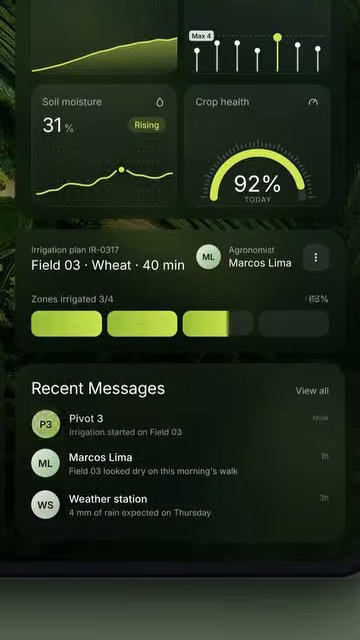 Max 4
Soil moisture
Crop health
31%
Rising
92%
TODAY
Irrigation plan IR-0317
Field 03 · Wheat · 40 min
ML
Agronomist
Marcos Lima
Zones irrigated 3/4
Recent Messages
View all
P3
Pivot 3
now
Irrigation started on Field 03
ML
Marcos Lima
1h
Field 03 looked dry on this morning's walk
WS
Weather station
3h
4 mm of rain expected on Thursday